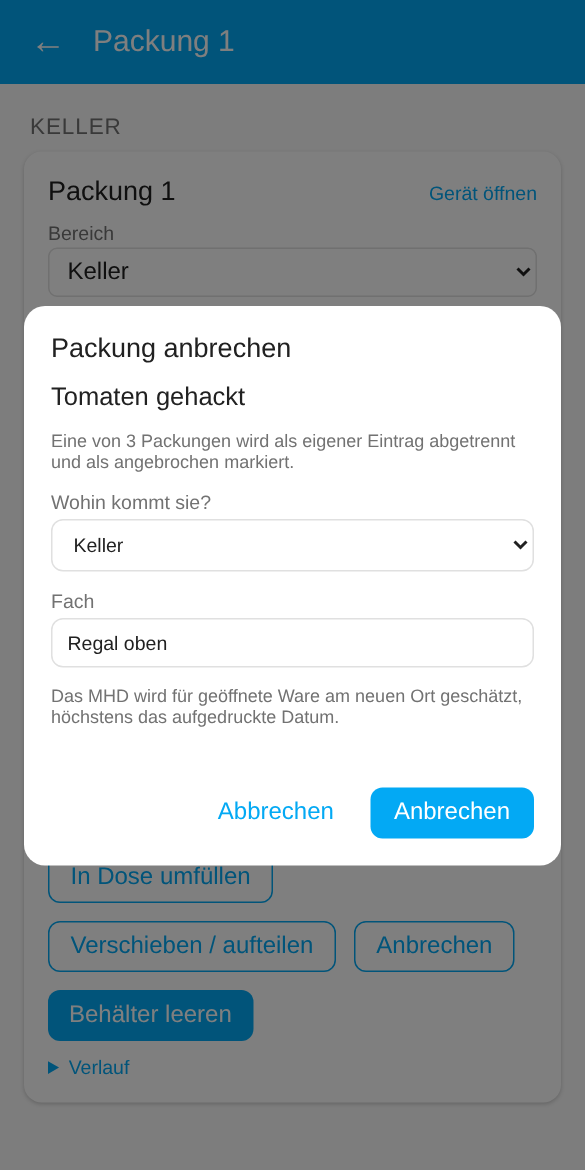 ← Packung 1
KELLER
Packung 1
Gerät öffnen
Bereich
Keller
Packung anbrechen
Tomaten gehackt
Eine von 3 Packungen wird als eigener Eintrag abgetrennt
und als angebrochen markiert.
Wohin kommt sie?
Keller
Fach
Regal oben
Das MHD wird für geöffnete Ware am neuen Ort geschätzt,
höchstens das aufgedruckte Datum.
Abbrechen
Anbrechen
In Dose umfüllen
Verschieben / aufteilen
Anbrechen
Behälter leeren
Verlauf